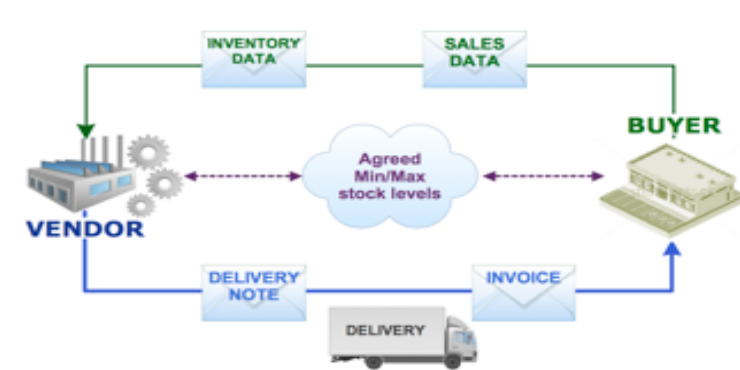 INVENTORY
DATA
SALES
DATA
BUYER
Agreed
Min/Max
stock levels
VENDOR
DELIVERY
NOTE
INVOICE
DELIVERY